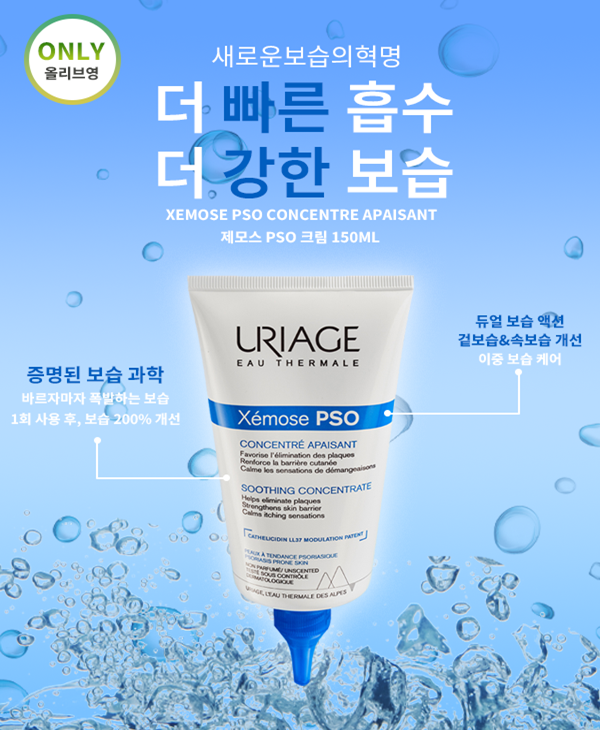 ONLY
올리브영
새로운보습의혁명
더 빠른 흡수
더 강한 보습
XEMOSE PSO CONCENTRE APAISANT
제모스 PSO 크림 150ML
듀얼 보습 액션
겉보습&속보습 개선
이중 보습 케어
증명된 보습 과학
바르자마자 폭발하는 보습
1회 사용 후, 보습 200% 개선
URIAGE
EAU THERMALE
Xémose PSO
CONCENTRÉ APAISANT
Favorise l'élimination des plaques
Renforce la barrière cutanée
Calme les sensations de démangeaisons
SOOTHING CONCENTRATE
Helps eliminate plaques
Strengthens skin barrier
Calms itching sensations
CATHELICIDIN LL37 MODULATION PATENT
PEAUX À TENDANCE PSORIASIQUE
PSORIASIS PRONE SKIN
NON PARFUMÉ/ UNSCENTED
TESTÉ SOUS CONTRÔLE
DERMATOLOGIQUE
URIAGE, L'EAU THERMALE DES ALPES